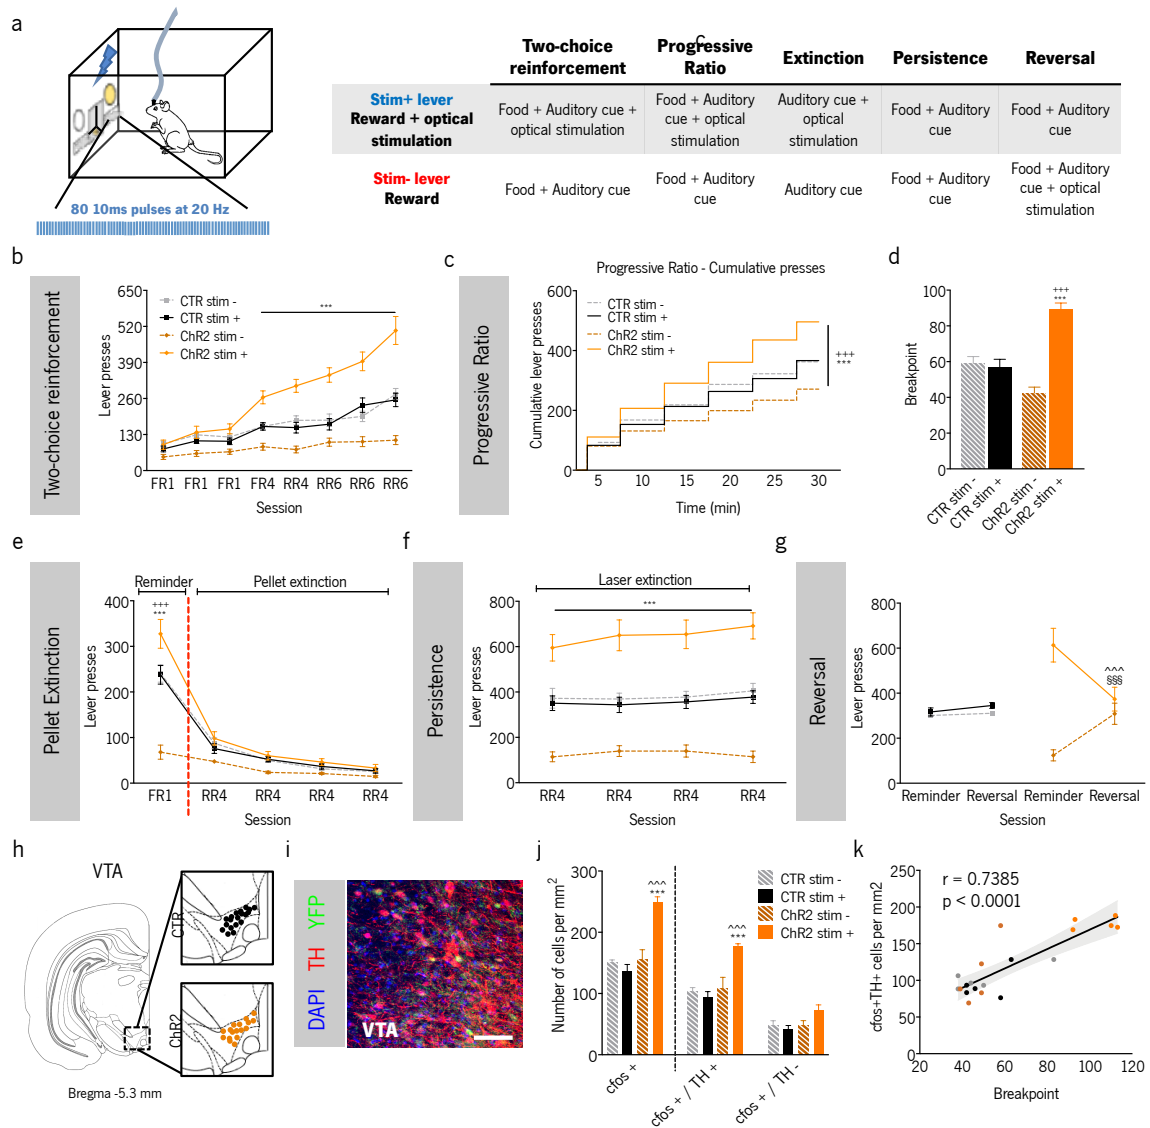 a
80 10ms pulses at 20 Hz
c
Two-choice reinforcement
Progressive Ratio
Extinction
Persistence
Reversal
Stim+ lever
Reward + optical stimulation
Food + Auditory cue + optical stimulation
Food + Auditory cue + optical stimulation
Auditory cue + optical stimulation
Food + Auditory cue
Food + Auditory cue
Stim- lever
Reward
Food + Auditory cue
Food + Auditory cue
Auditory cue
Food + Auditory cue
Food + Auditory cue + optical stimulation
b
Two-choice reinforcement
Lever presses
650
520
390
260
130
0
CTR stim -
CTR stim +
ChR2 stim -
ChR2 stim +
***
FR1 FR1 FR1 FR4 RR4 RR6 RR6 RR6
Session
c
Progressive Ratio
Progressive Ratio - Cumulative presses
Cumulative lever presses
600
400
200
0
CTR stim -
CTR stim +
ChR2 stim -
ChR2 stim +
+++
***
5 10 15 20 25 30
Time (min)
d
Breakpoint
100
80
60
40
20
0
+++
***
CTR stim -
CTR stim +
ChR2 stim -
ChR2 stim +
e
Pellet Extinction
Reminder
Pellet extinction
Lever presses
400
300
200
100
0
+++
***
FR1 RR4 RR4 RR4 RR4
Session
f
Persistence
Laser extinction
Lever presses
800
600
400
200
0
***
RR4 RR4 RR4 RR4
Session
g
Reversal
Lever presses
800
600
400
200
0
^^^
§§§
Reminder Reversal Reminder Reversal
Session
h
VTA
CTR
ChR2
Bregma -5.3 mm
i
DAPI TH YFP
VTA
j
Number of cells per mm2
300
200
100
0
^^^
***
^^^
***
CTR stim -
CTR stim +
ChR2 stim -
ChR2 stim +
cfos +
cfos + / TH +
cfos + / TH -
k
cfos+TH+ cells per mm2
250
200
150
100
50
0
r = 0.7385
p < 0.0001
20 40 60 80 100 120
Breakpoint